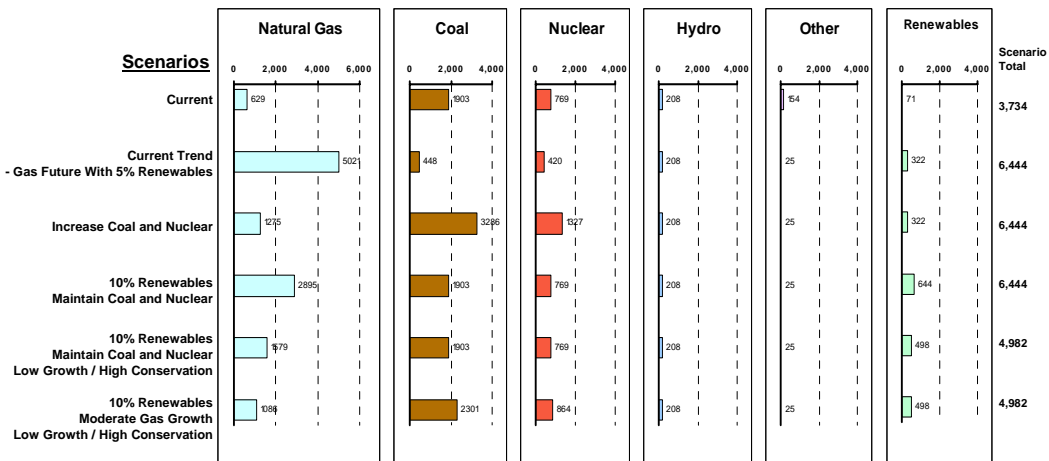 Natural Gas Coal Nuclear Hydro Other Renewables
Scenarios
Scenario
Total
0 2,000 4,000 6,000 0 2,000 4,000 0 2,000 4,000 0 2,000 4,000 0 2,000 4,000 0 2,000 4,000
Current 629 1903 769 208 154 71 3,734
Current Trend
- Gas Future With 5% Renewables 5021 448 420 208 25 322 6,444
Increase Coal and Nuclear 1275 3286 1327 208 25 322 6,444
10% Renewables
Maintain Coal and Nuclear 2895 1903 769 208 25 644 6,444
10% Renewables
Maintain Coal and Nuclear 1579 1903 769 208 25 498 4,982
Low Growth / High Conservation
10% Renewables
Moderate Gas Growth 1086 2301 864 208 25 498 4,982
Low Growth / High Conservation